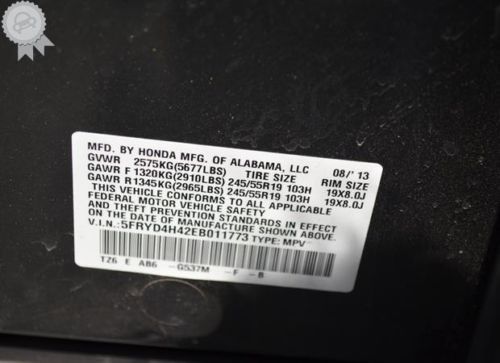 MFD. BY HONDA MFG. OF ALABAMA, LLC 08/'13
GVWR 2575KG(5677LBS) TIRE SIZE RIM SIZE
GAWR F 1320KG(2910LBS) 245/55R19 103H 19X8.0J
GAWR R1345KG(2965LBS) 245/55R19 103H 19X8.0J
THIS VEHICLE CONFORMS TO ALL APPLICABLE
FEDERAL MOTOR VEHICLE SAFETY
AND THEFT PREVENTION STANDARDS IN EFFECT
ON THE DATE OF MANUFACTURE SHOWN ABOVE.
V.I.N.:5FRYD4H42EB011773 TYPE: MPV
TZ6 E AB6 -G537M -F -B